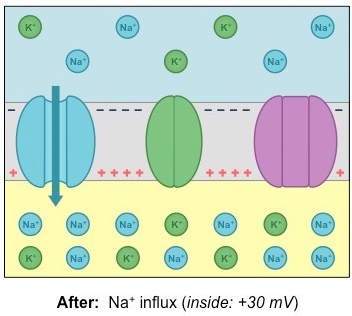 K⁺ Na⁺ K⁺ Na⁺
Na⁺ K⁺ Na⁺
− − − − − − − − − −
+ + + + + + + + + +
Na⁺ Na⁺ Na⁺ K⁺ Na⁺ K⁺ Na⁺
K⁺ Na⁺ K⁺ Na⁺ K⁺ Na⁺ Na⁺
After: Na⁺ influx (inside: +30 mV)